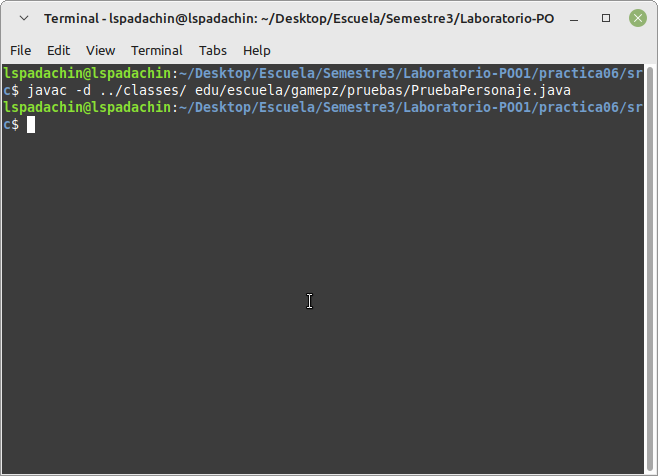 Terminal - lspadachin@lspadachin: ~/Desktop/Escuela/Semestre3/Laboratorio-PO
File Edit View Terminal Tabs Help
lspadachin@lspadachin:~/Desktop/Escuela/Semestre3/Laboratorio-POO1/practica06/sr
c$ javac -d ../classes/ edu/escuela/gamepz/pruebas/PruebaPersonaje.java
lspadachin@lspadachin:~/Desktop/Escuela/Semestre3/Laboratorio-POO1/practica06/sr
c$